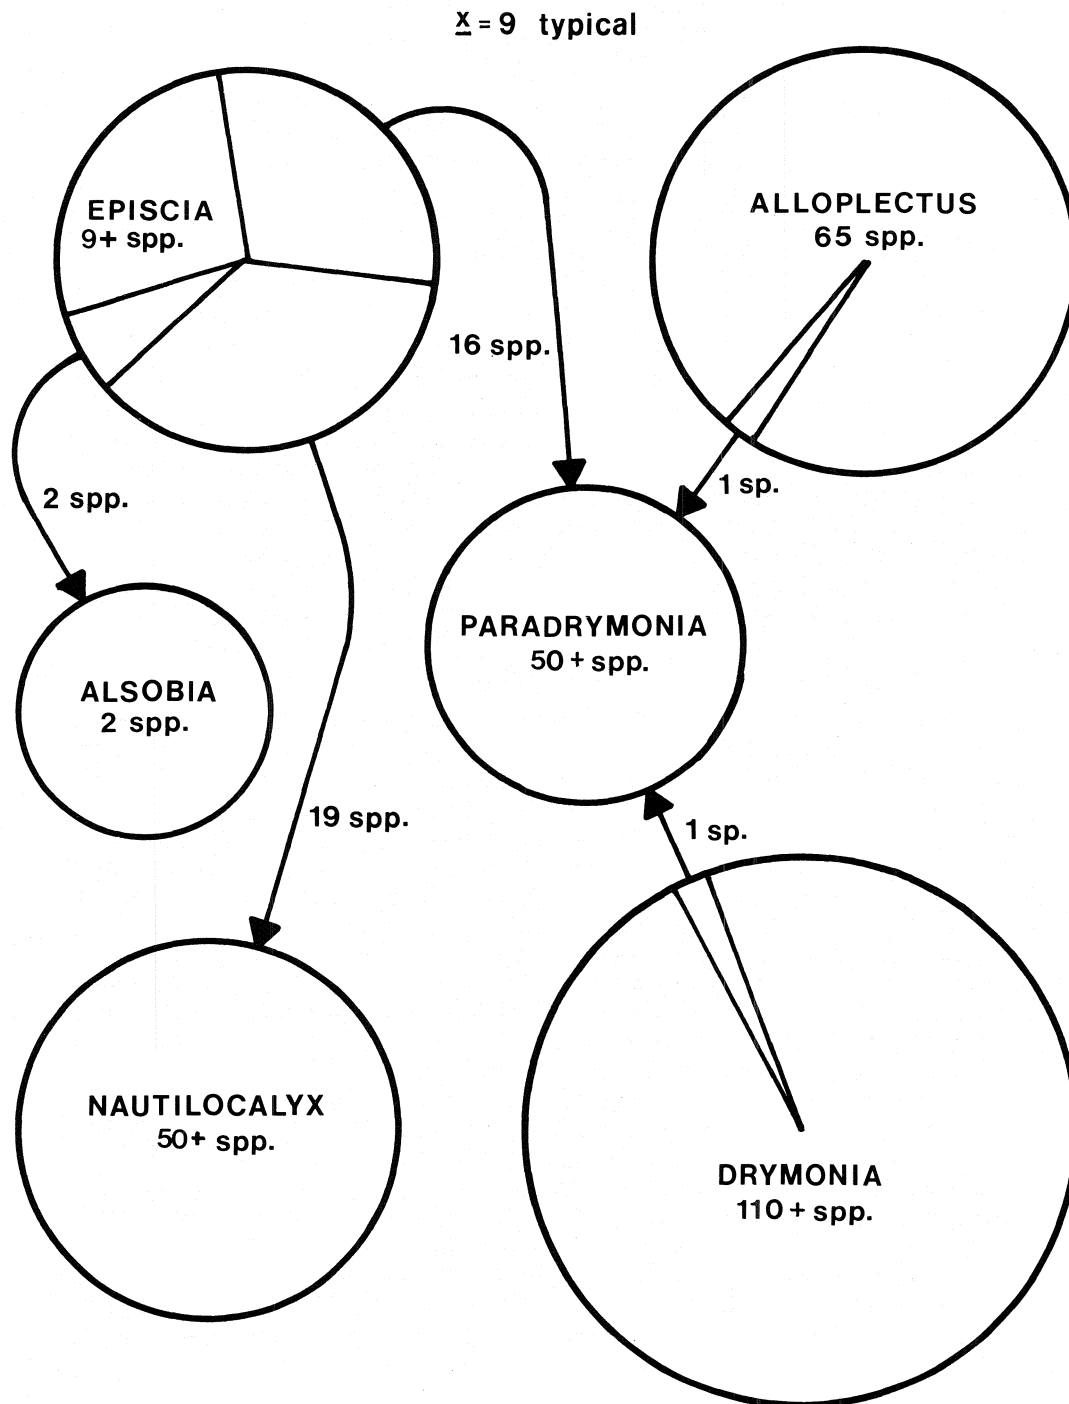 x = 9 typical
EPISCIA
9+ spp.
ALLOPLECTUS
65 spp.
16 spp.
1 sp.
2 spp.
PARADRYMONIA
50 + spp.
ALSOBIA
2 spp.
19 spp.
1 sp.
NAUTILOCALYX
50+ spp.
DRYMONIA
110 + spp.